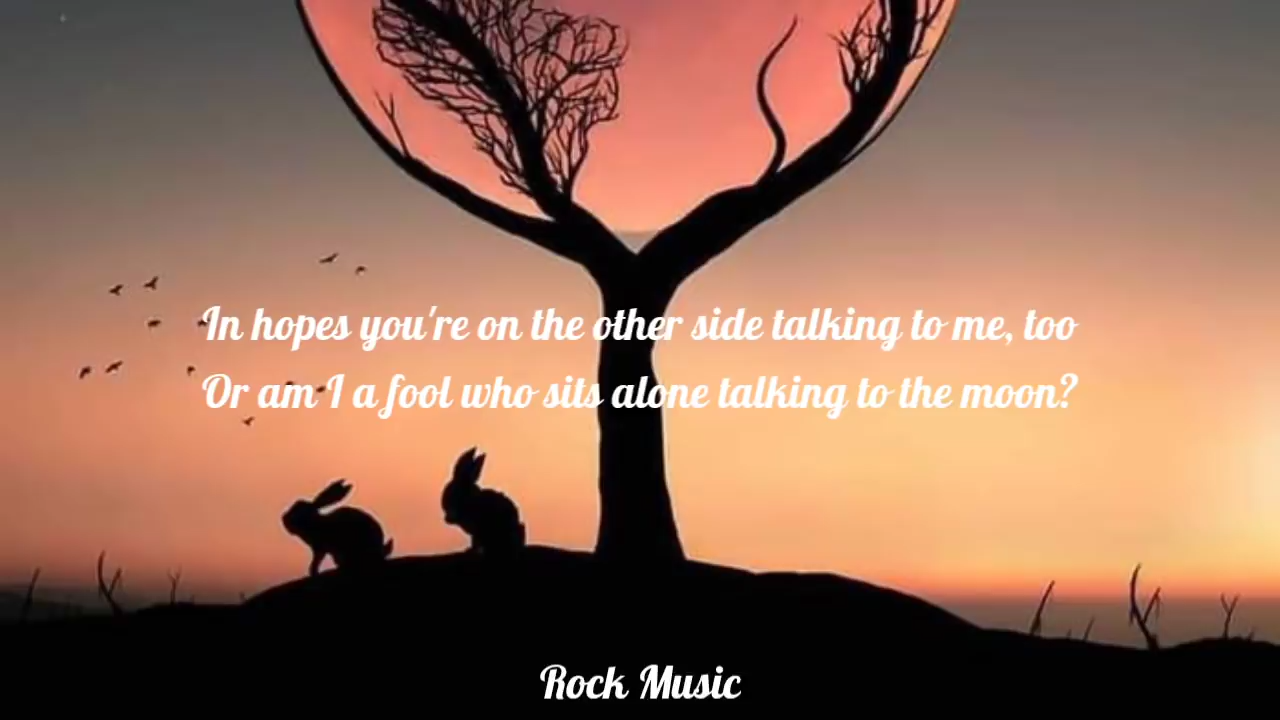 In hopes you're on the other side talking to me, too
Or am I a fool who sits alone talking to the moon?
Rock Music